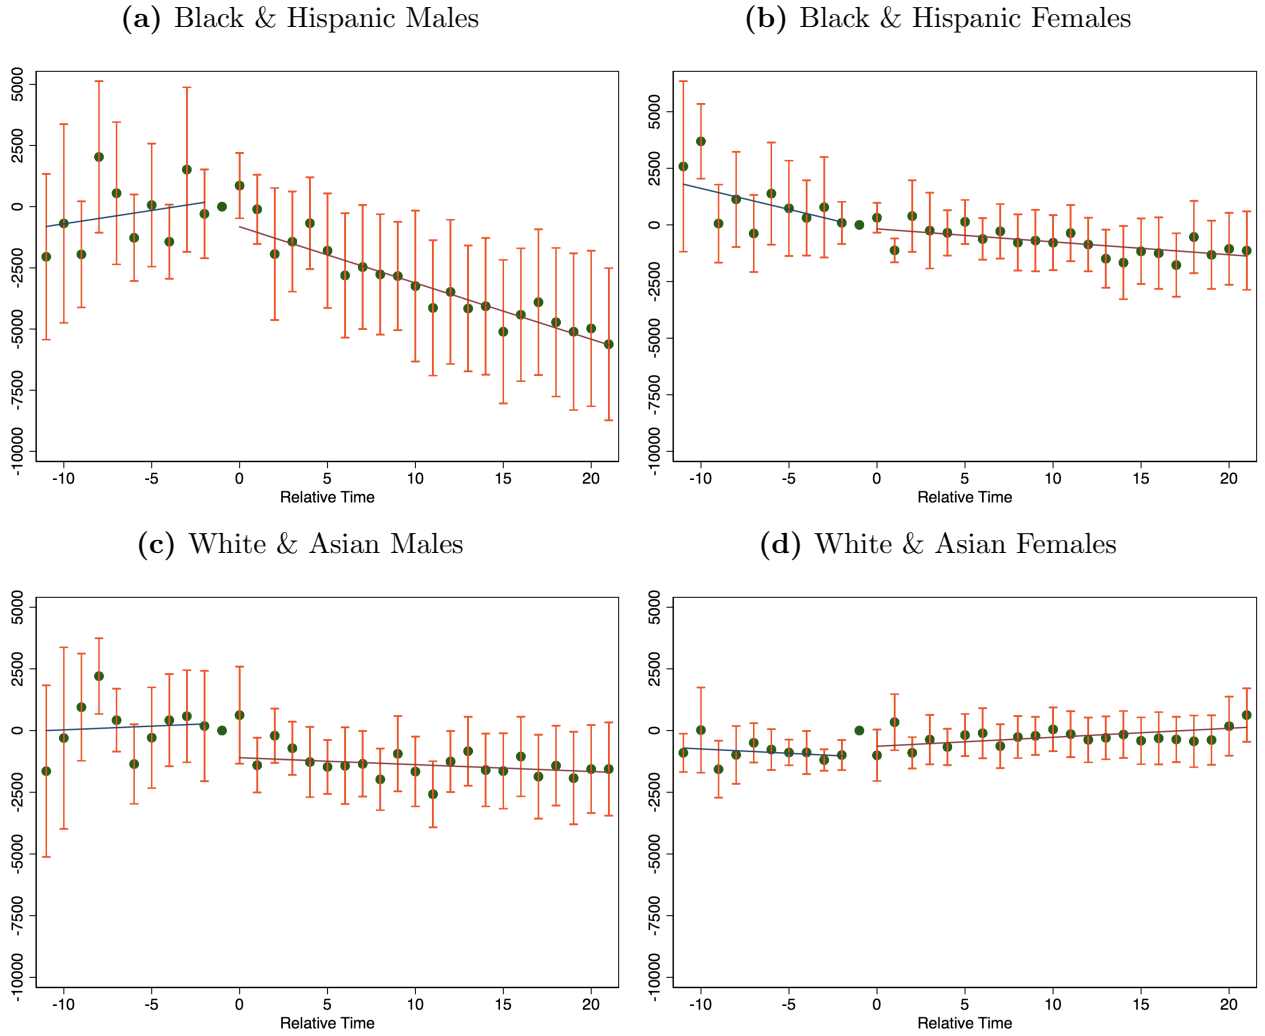 (a) Black & Hispanic Males
5000
2500
0
-2500
-5000
-7500
-10000
-10 -5 0 5 10 15 20
Relative Time
(b) Black & Hispanic Females
5000
2500
0
-2500
-5000
-7500
-10000
-10 -5 0 5 10 15 20
Relative Time
(c) White & Asian Males
5000
2500
0
-2500
-5000
-7500
-10000
-10 -5 0 5 10 15 20
Relative Time
(d) White & Asian Females
5000
2500
0
-2500
-5000
-7500
-10000
-10 -5 0 5 10 15 20
Relative Time